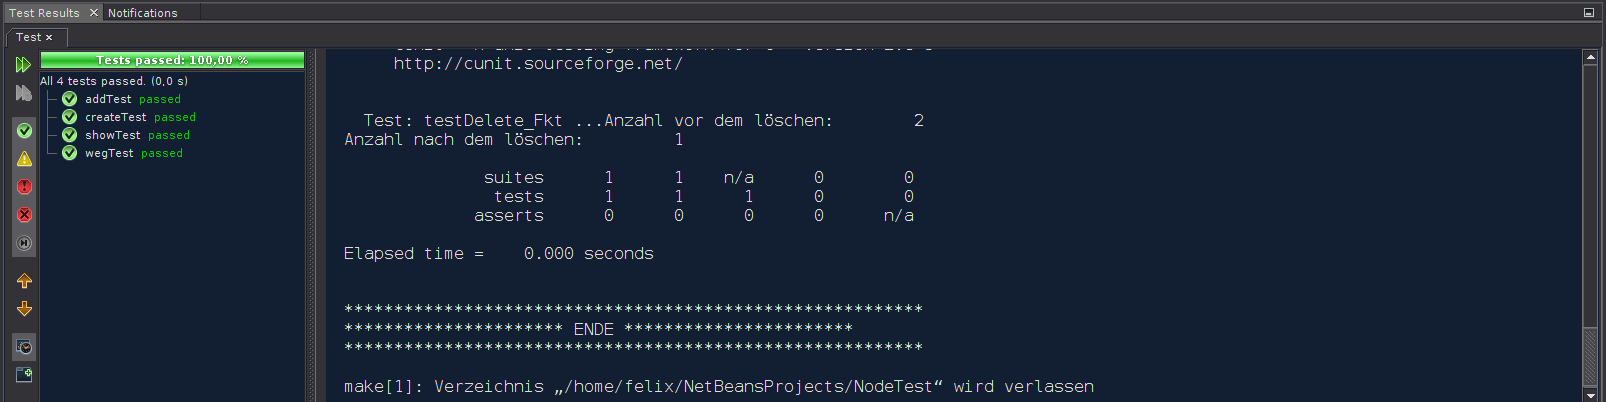 Test Results
Notifications
Test
Tests passed: 100,00 %
All 4 tests passed. (0,0 s)
addTest passed
createTest passed
showTest passed
wegTest passed
http://cunit.sourceforge.net/
Test: testDelete_Fkt ...Anzahl vor dem löschen: 2
Anzahl nach dem löschen: 1
suites 1 1 n/a 0 0
tests 1 1 1 0 0
asserts 0 0 0 0 n/a
Elapsed time = 0.000 seconds
**********************************************************
********************** ENDE ***********************
**********************************************************
make[1]: Verzeichnis „/home/felix/NetBeansProjects/NodeTest“ wird verlassen